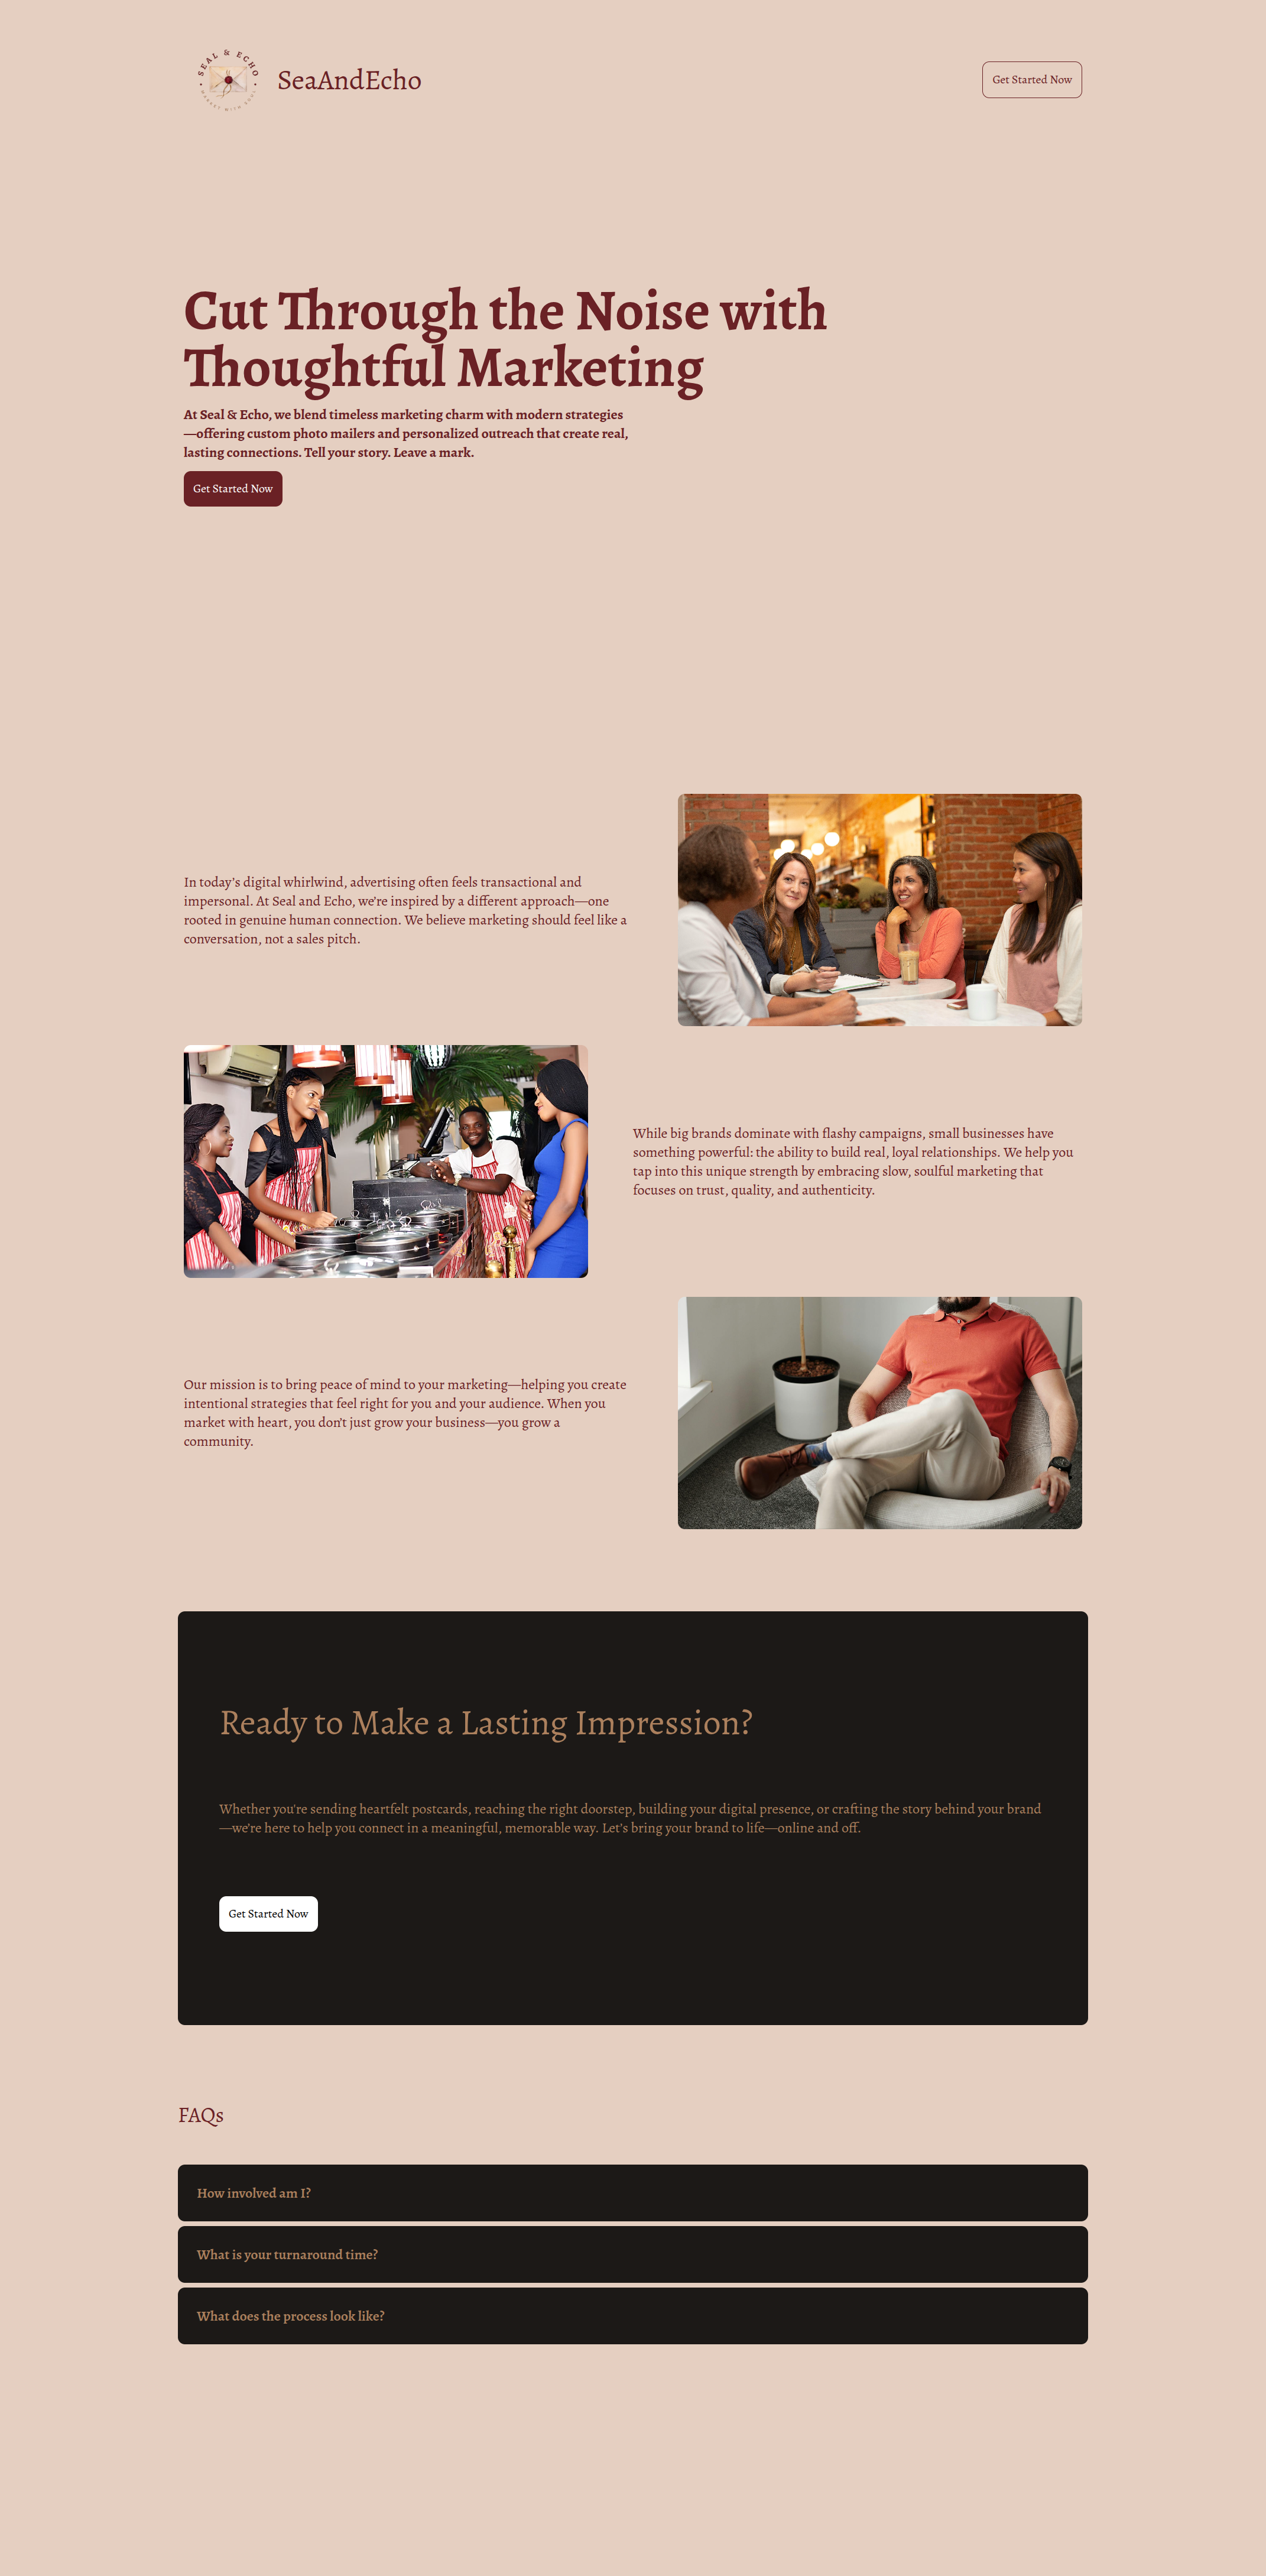 SEAL & ECHO
MARKET WITH SOUL
SeaAndEcho
Get Started Now
Cut Through the Noise with
Thoughtful Marketing
At Seal & Echo, we blend timeless marketing charm with modern strategies
—offering custom photo mailers and personalized outreach that create real,
lasting connections. Tell your story. Leave a mark.
Get Started Now
In today's digital whirlwind, advertising often feels transactional and
impersonal. At Seal and Echo, we're inspired by a different approach—one
rooted in genuine human connection. We believe marketing should feel like a
conversation, not a sales pitch.
While big brands dominate with flashy campaigns, small businesses have
something powerful: the ability to build real, loyal relationships. We help you
tap into this unique strength by embracing slow, soulful marketing that
focuses on trust, quality, and authenticity.
Our mission is to bring peace of mind to your marketing—helping you create
intentional strategies that feel right for you and your audience. When you
market with heart, you don't just grow your business—you grow a
community.
Ready to Make a Lasting Impression?
Whether you're sending heartfelt postcards, reaching the right doorstep, building your digital presence, or crafting the story behind your brand
—we're here to help you connect in a meaningful, memorable way. Let's bring your brand to life—online and off.
Get Started Now
FAQs
How involved am I?
What is your turnaround time?
What does the process look like?